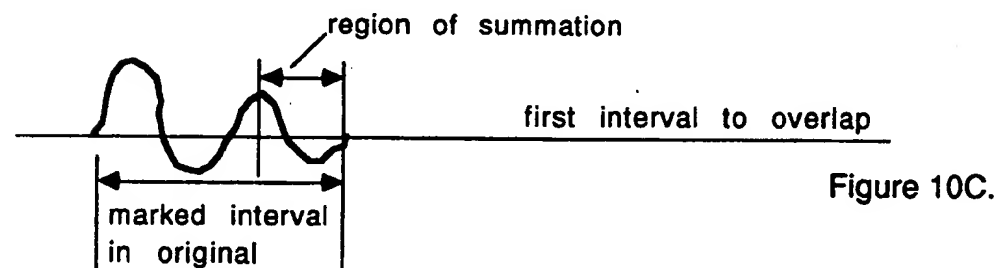 region of summation
first interval to overlap
Figure 10C.
marked interval
in original